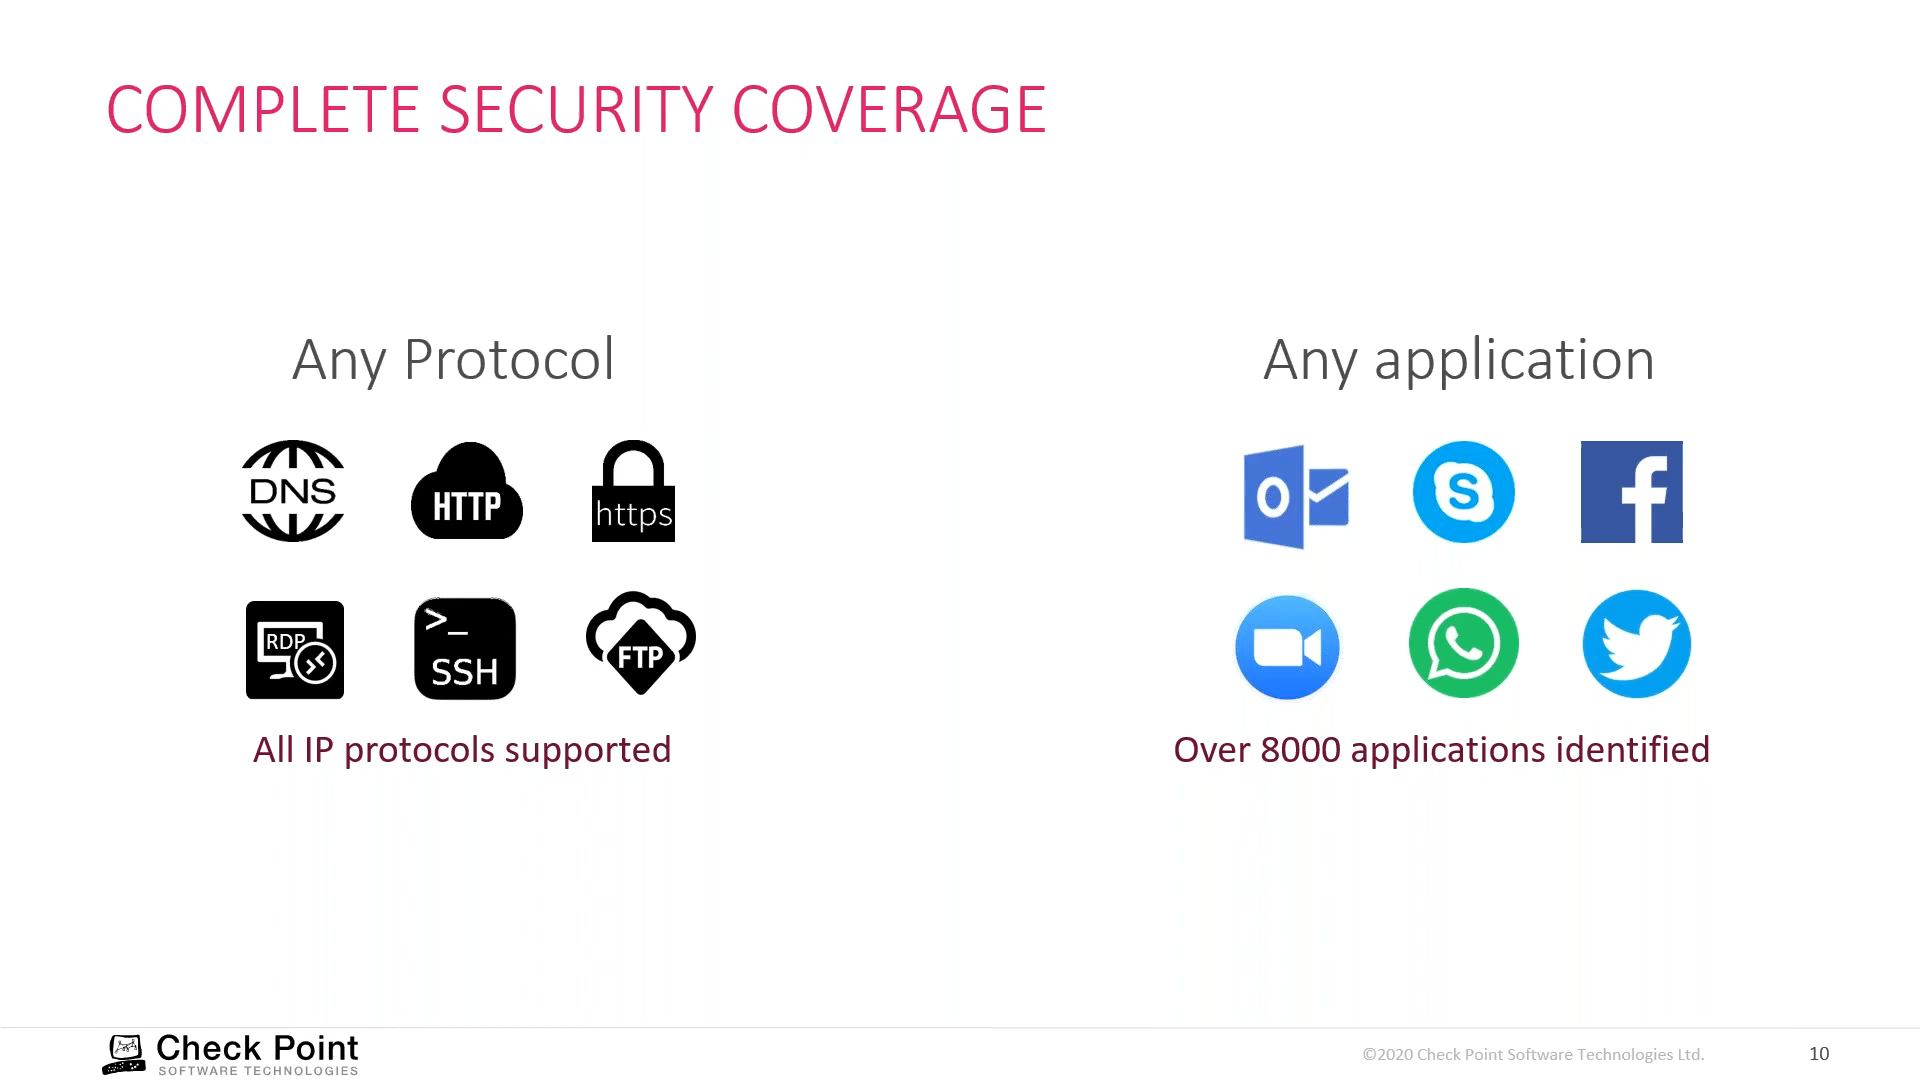 COMPLETE SECURITY COVERAGE
Any Protocol
DNS
HTTP
https
RDP
>_
SSH
FTP
All IP protocols supported
Any application
O
S
f
Over 8000 applications identified
Check Point
SOFTWARE TECHNOLOGIES
©2020 Check Point Software Technologies Ltd.
10